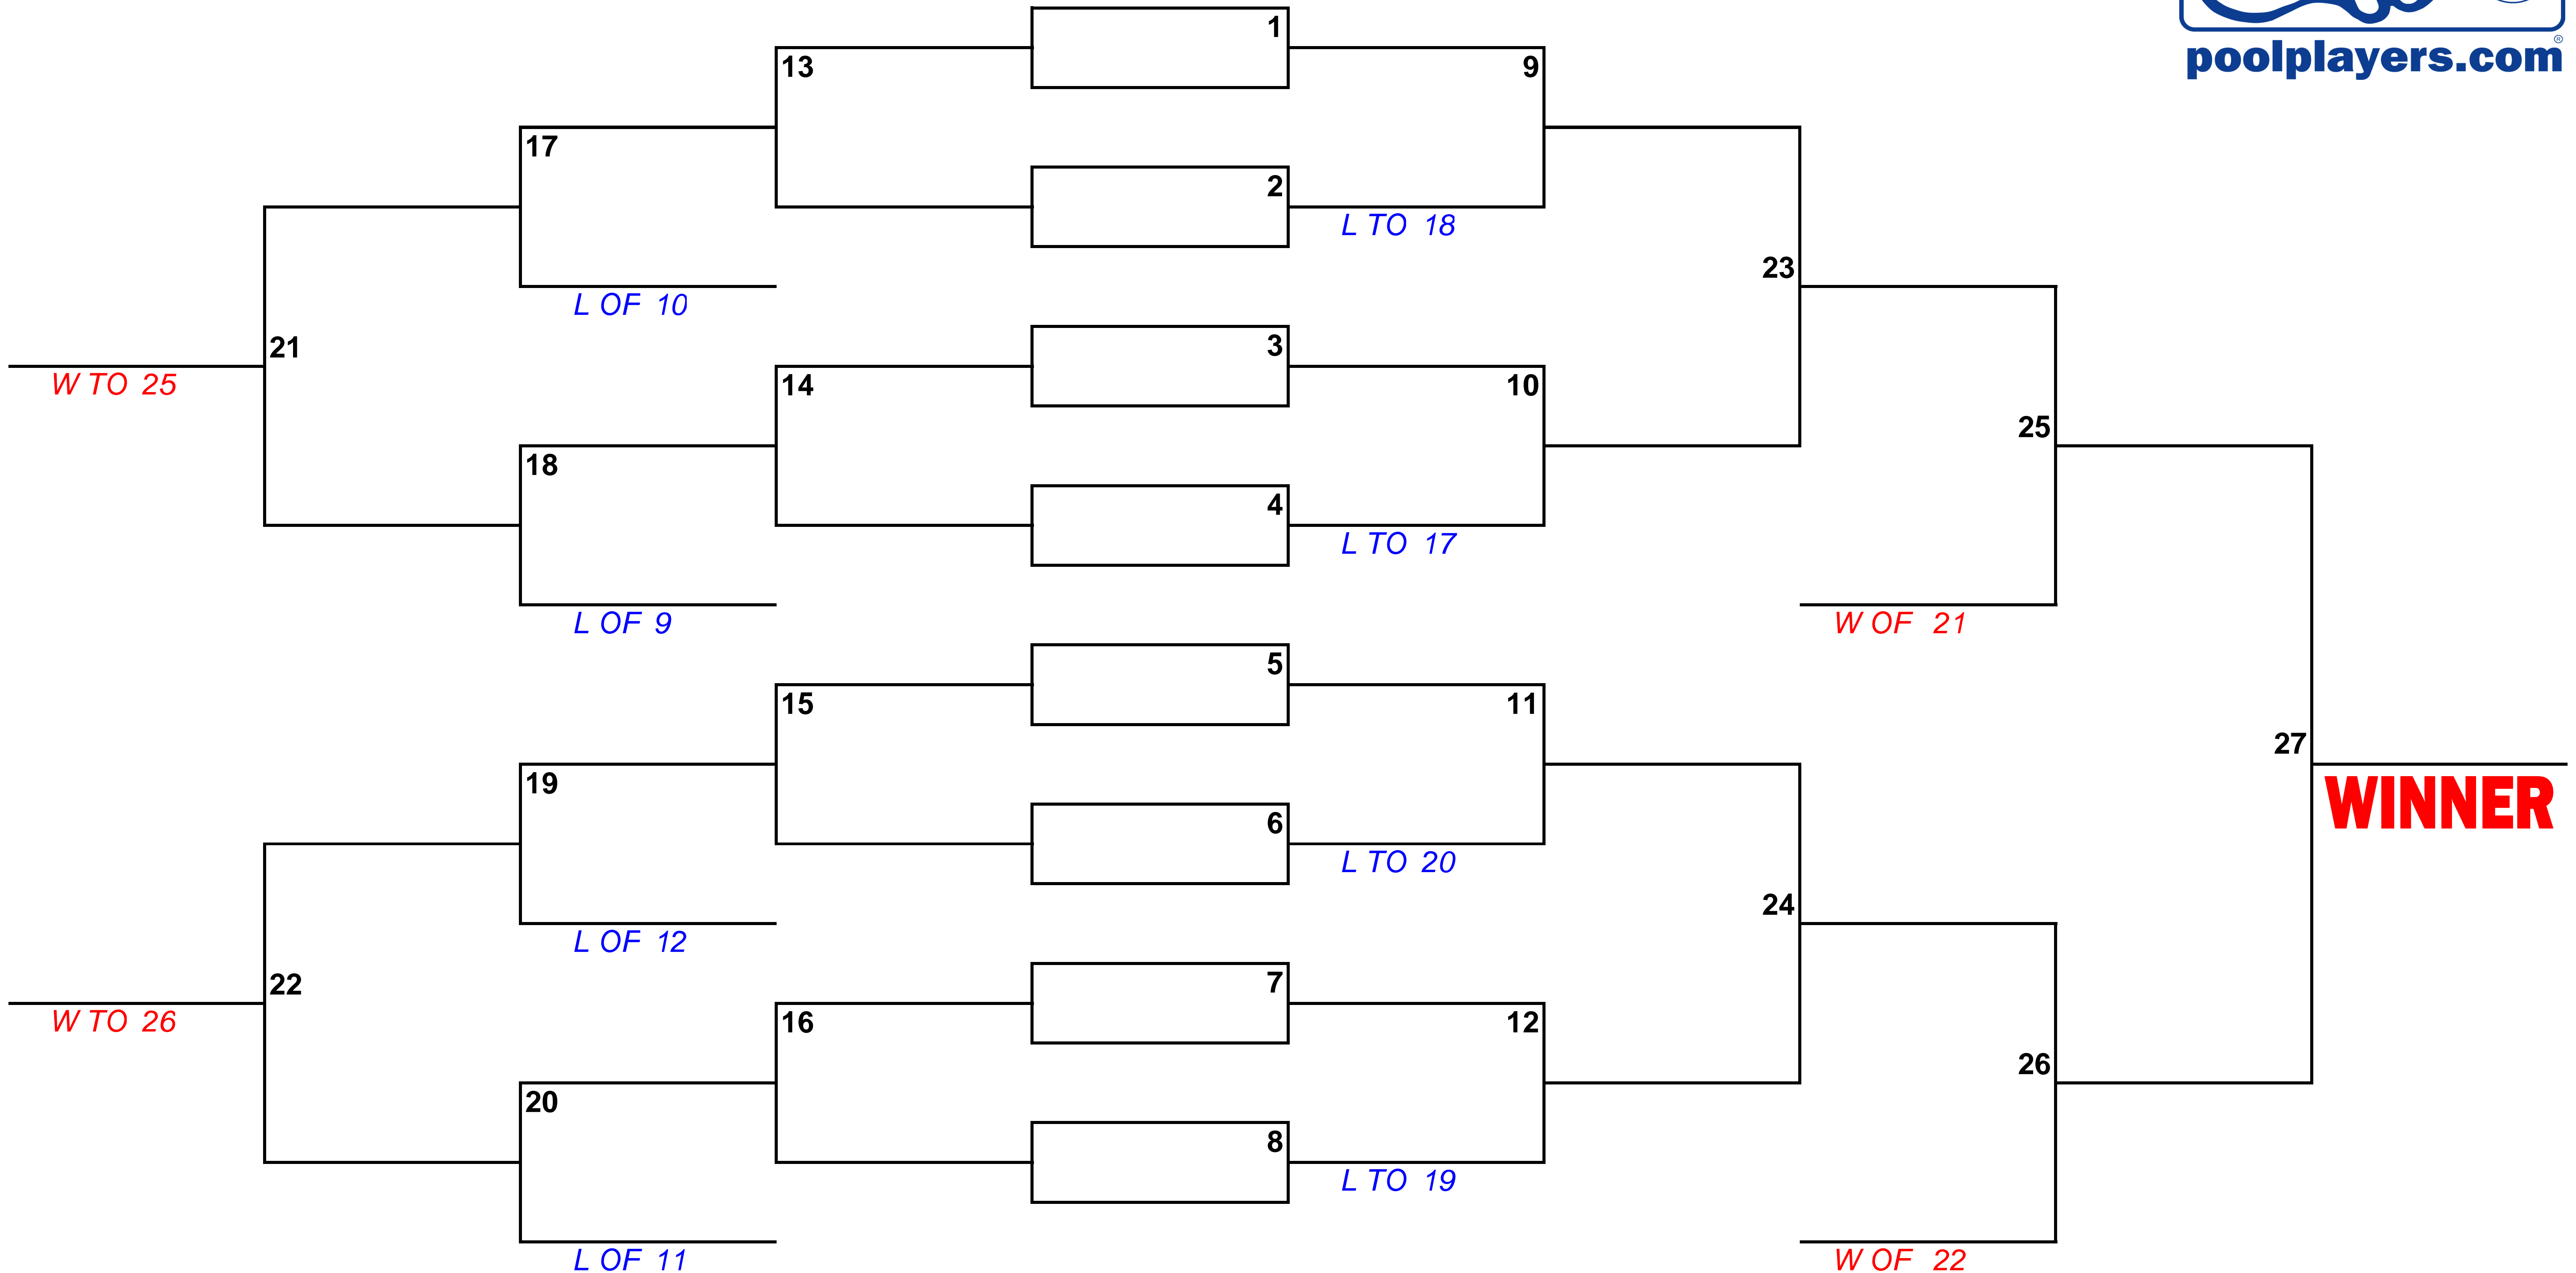 poolplayers.com®
1
13
9
17
2
L TO 18
23
L OF 10
3
21
W TO 25
14
10
25
18
4
L TO 17
L OF 9
W OF 21
5
15
11
27
WINNER
19
6
L TO 20
24
L OF 12
22
7
W TO 26
16
12
26
20
8
L TO 19
L OF 11
W OF 22